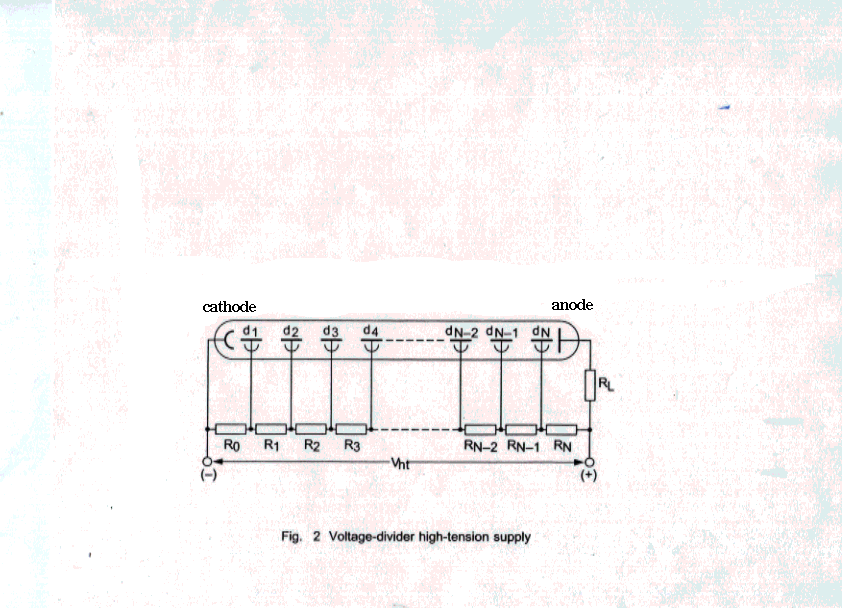 cathode
anode
d1 d2 d3 d4 dN–2 dN–1 dN
RL
R0 R1 R2 R3 RN–2 RN–1 RN
Vht
(–) (+)
Fig. 2 Voltage-divider high-tension supply